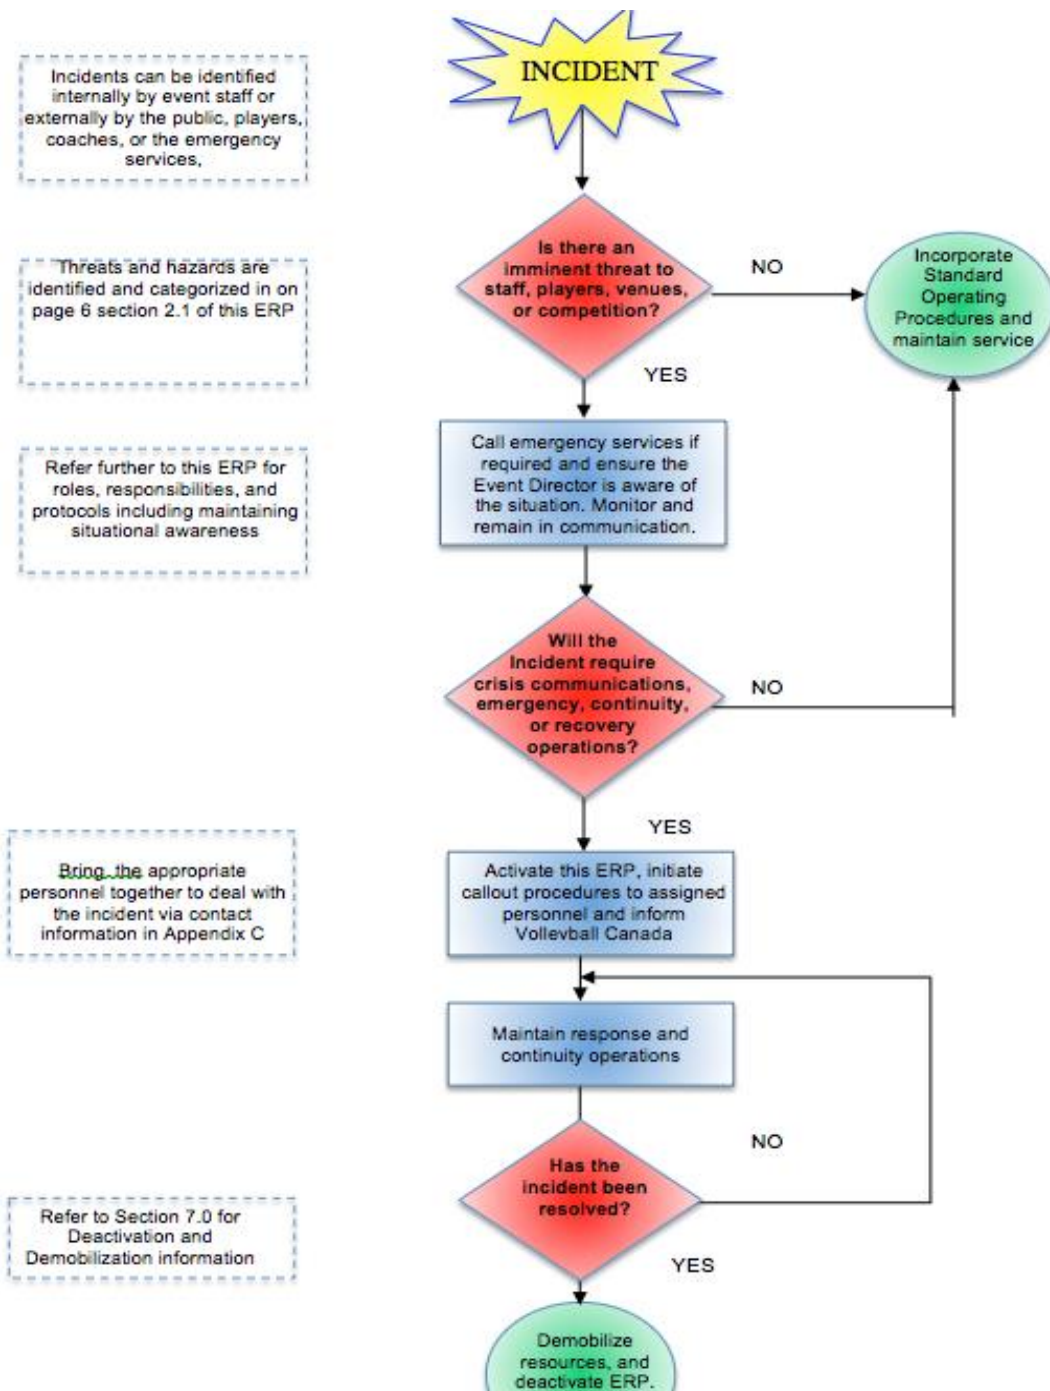 INCIDENT
Incidents can be identified
internally by event staff or
externally by the public, players,
coaches, or the emergency
services,
Is there an
imminent threat to
staff, players, venues,
or competition?
NO
Incorporate
Standard
Operating
Procedures and
maintain service
Threats and hazards are
identified and categorized in on
page 6 section 2.1 of this ERP
YES
Call emergency services if
required and ensure the
Event Director is aware of
the situation. Monitor and
remain in communication.
Refer further to this ERP for
roles, responsibilities, and
protocols including maintaining
situational awareness
Will the
Incident require
crisis communications,
emergency, continuity,
or recovery
operations?
NO
YES
Bring, the appropriate
personnel together to deal with
the incident via contact
information in Appendix C
Activate this ERP, initiate
callout procedures to assigned
personnel and inform
Volleyball Canada
Maintain response and
continuity operations
NO
Has the
incident been
resolved?
Refer to Section 7.0 for
Deactivation and
Demobilization information
YES
Demobilize
resources, and
deactivate ERP.